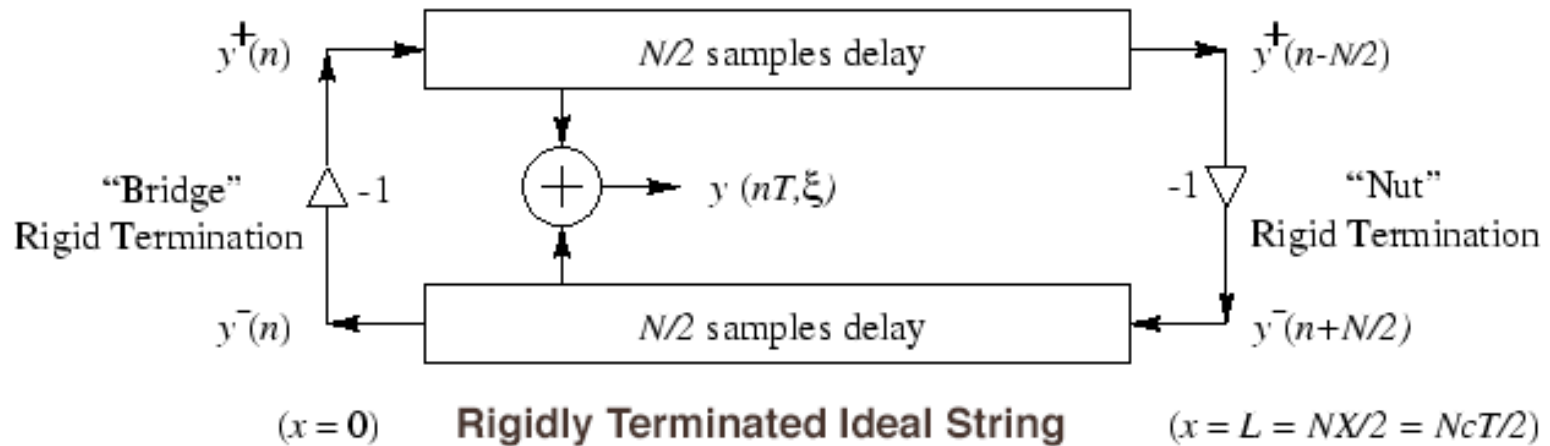 y⁺(n)
N/2 samples delay
y⁺(n-N/2)
“Bridge”
Rigid Termination
-1
+
y (nT,ξ)
-1
“Nut”
Rigid Termination
y⁻(n)
N/2 samples delay
y⁻(n+N/2)
(x = 0)
Rigidly Terminated Ideal String
(x = L = NX/2 = NcT/2)